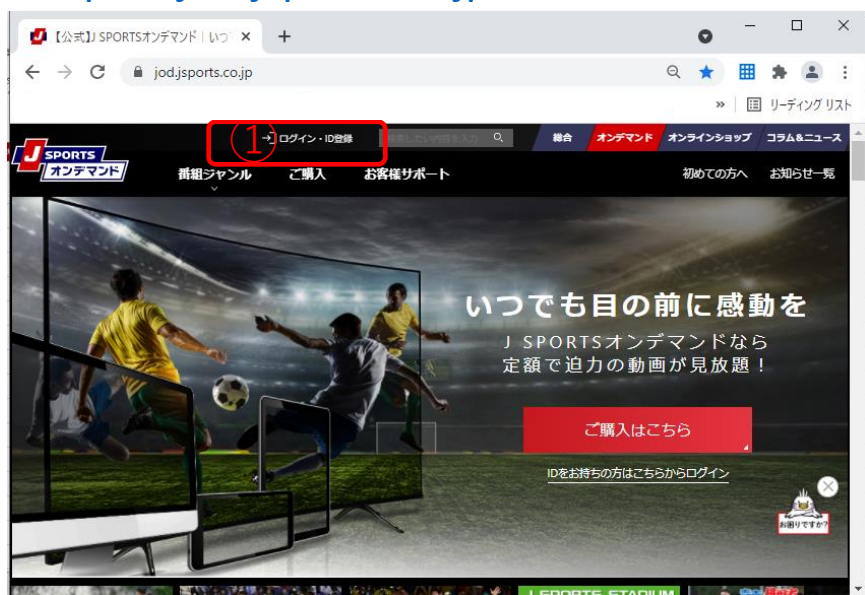 【公式】J SPORTSオンデマンド | いつ
jod.jsports.co.jp
リーディング リスト
①
ログイン・ID登録
総合
オンデマンド
オンラインショップ
コラム&ニュース
J SPORTS
オンデマンド
番組ジャンル
ご購入
お客様サポート
初めての方へ
お知らせ一覧
いつでも目の前に感動を
J SPORTSオンデマンドなら
定額で迫力の動画が見放題！
ご購入はこちら
IDをお持ちの方はこちらからログイン
お困りですか?
J SPORTS STADIUM